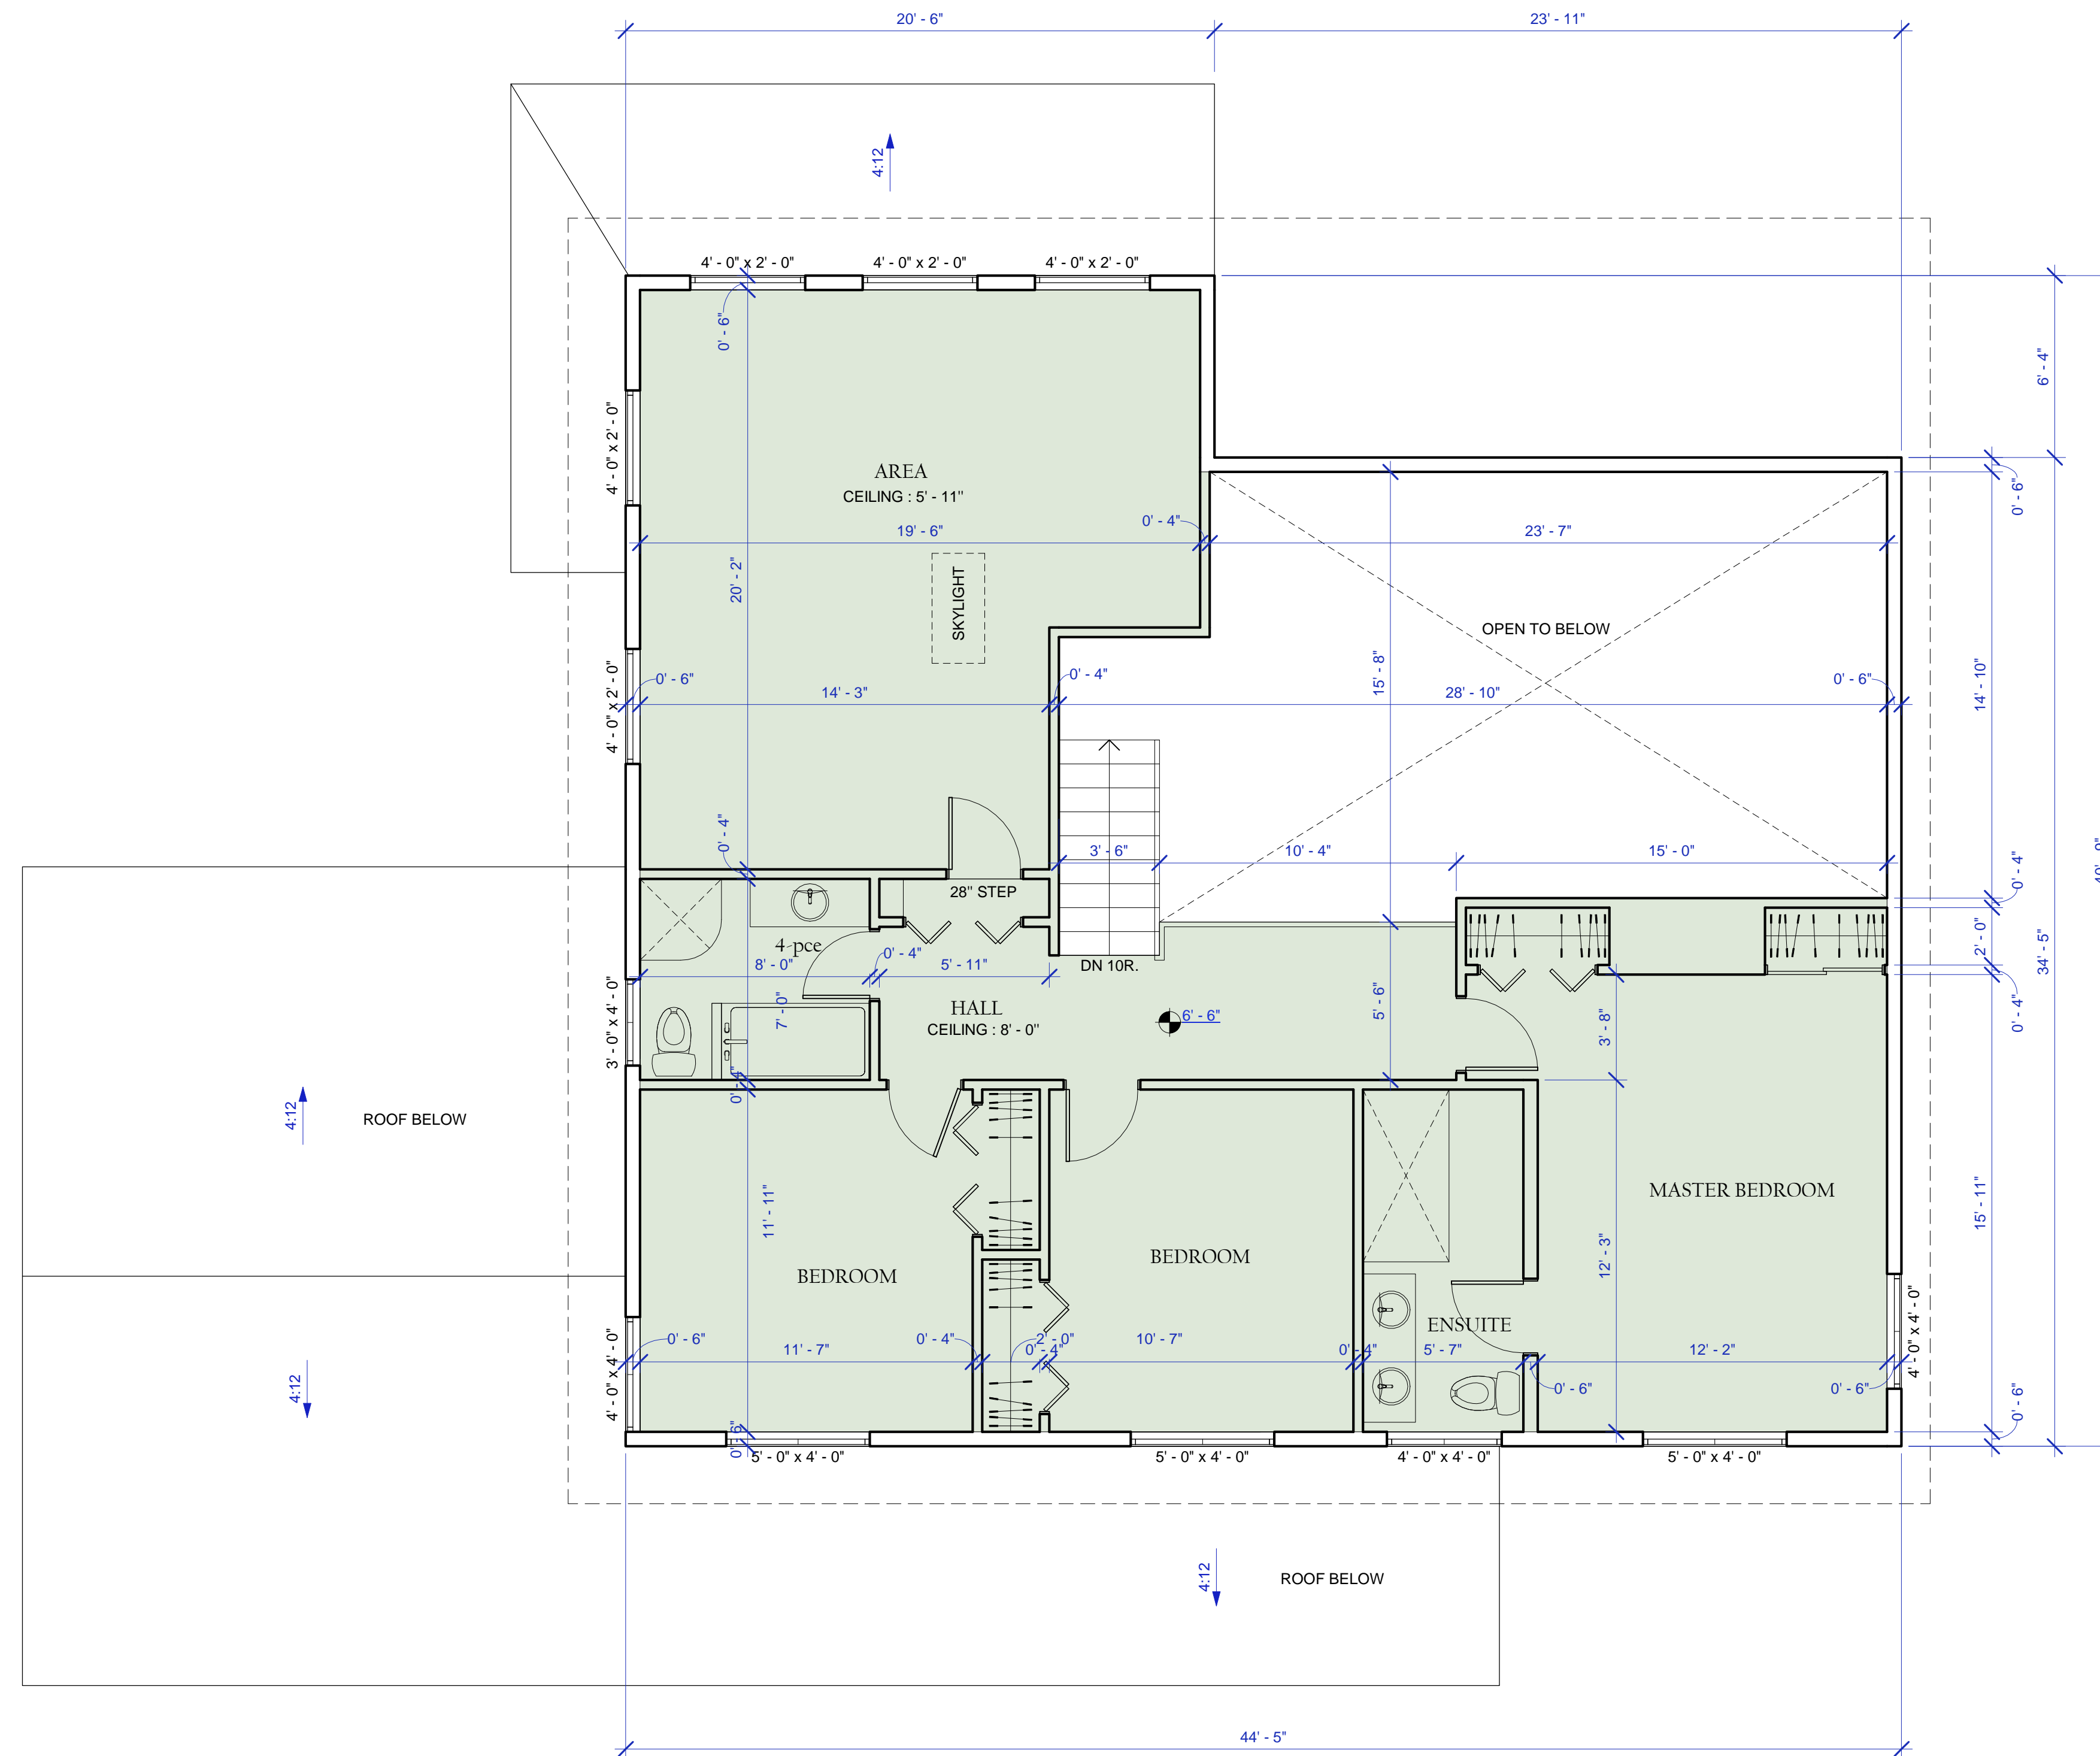 20' - 6"
23' - 11"
4:12
4' - 0" x 2' - 0"
4' - 0" x 2' - 0"
4' - 0" x 2' - 0"
0' - 6"
6' - 4"
4' - 0" x 2' - 0"
AREA
CEILING : 5' - 11"
0' - 6"
19' - 6"
0' - 4"
23' - 7"
20' - 2"
SKYLIGHT
OPEN TO BELOW
4' - 0" x 2' - 0"
0' - 6"
14' - 3"
0' - 4"
15' - 8"
28' - 10"
0' - 6"
14' - 10"
0' - 4"
3' - 6"
10' - 4"
15' - 0"
0' - 4"
28" STEP
4-pce
8' - 0"
0' - 4"
5' - 11"
DN 10R.
2' - 0"
34' - 5"
3' - 0" x 4' - 0"
7' - 0"
HALL
CEILING : 8' - 0"
6' - 6"
5' - 6"
3' - 8"
0' - 4"
0' - 4"
4:12
ROOF BELOW
11' - 11"
MASTER BEDROOM
15' - 11"
BEDROOM
BEDROOM
12' - 3"
ENSUITE
4' - 0" x 4' - 0"
4' - 0" x 4' - 0"
0' - 6"
11' - 7"
0' - 4"
2' - 0"
0' - 4"
10' - 7"
0' - 4"
5' - 7"
0' - 6"
12' - 2"
0' - 6"
0' - 6"
4:12
0' - 6"
5' - 0" x 4' - 0"
5' - 0" x 4' - 0"
4' - 0" x 4' - 0"
5' - 0" x 4' - 0"
4:12
ROOF BELOW
44' - 5"